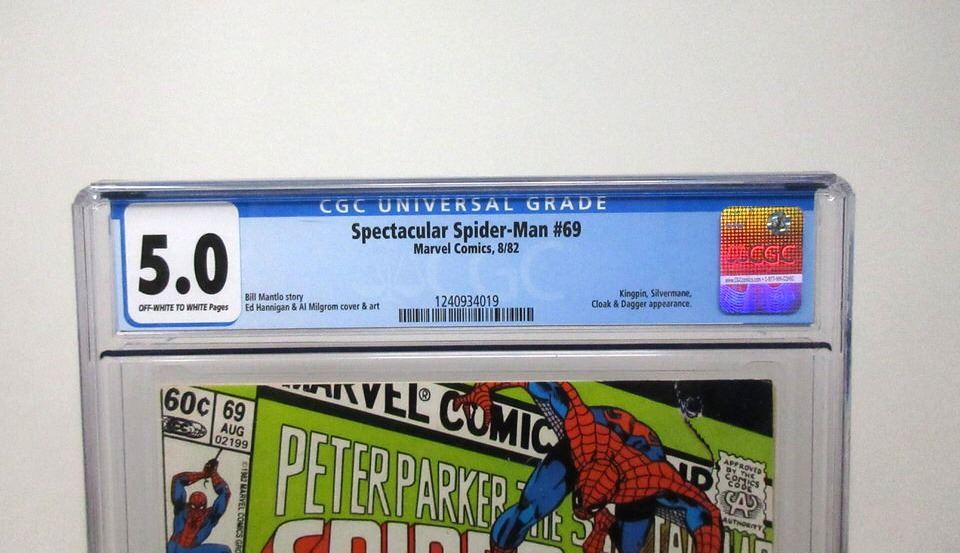 CGC UNIVERSAL GRADE
Spectacular Spider-Man #69
Marvel Comics, 8/82
5.0
OFF-WHITE TO WHITE Pages
Bill Mantlo story
Ed Hannigan & Al Milgrom cover & art
1240934019
Kingpin, Silvermane,
Cloak & Dagger appearance.
CGC
MARVEL® COMIC
60¢ 69
AUG
02199
PETER PARKER
APPROVED
BY THE
COMICS
CODE
CA
AUTHORITY